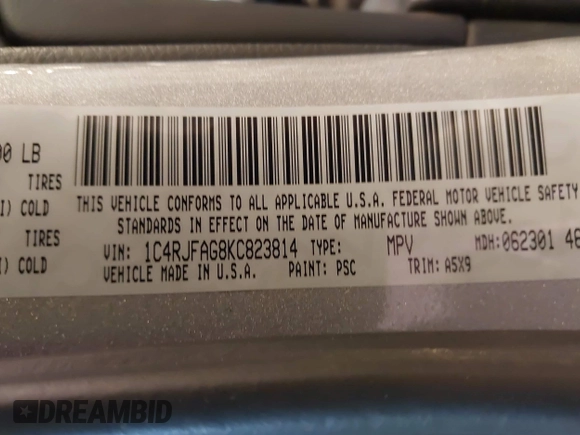 00 LB
TIRES
I) COLD
TIRES
I) COLD
THIS VEHICLE CONFORMS TO ALL APPLICABLE U.S.A. FEDERAL MOTOR VEHICLE SAFETY
STANDARDS IN EFFECT ON THE DATE OF MANUFACTURE SHOWN ABOVE.
VIN: 1C4RJFAG8KC823814 TYPE: MPV MDH:062301 46
VEHICLE MADE IN U.S.A. PAINT: PSC TRIM: A5X9
DREAMBID